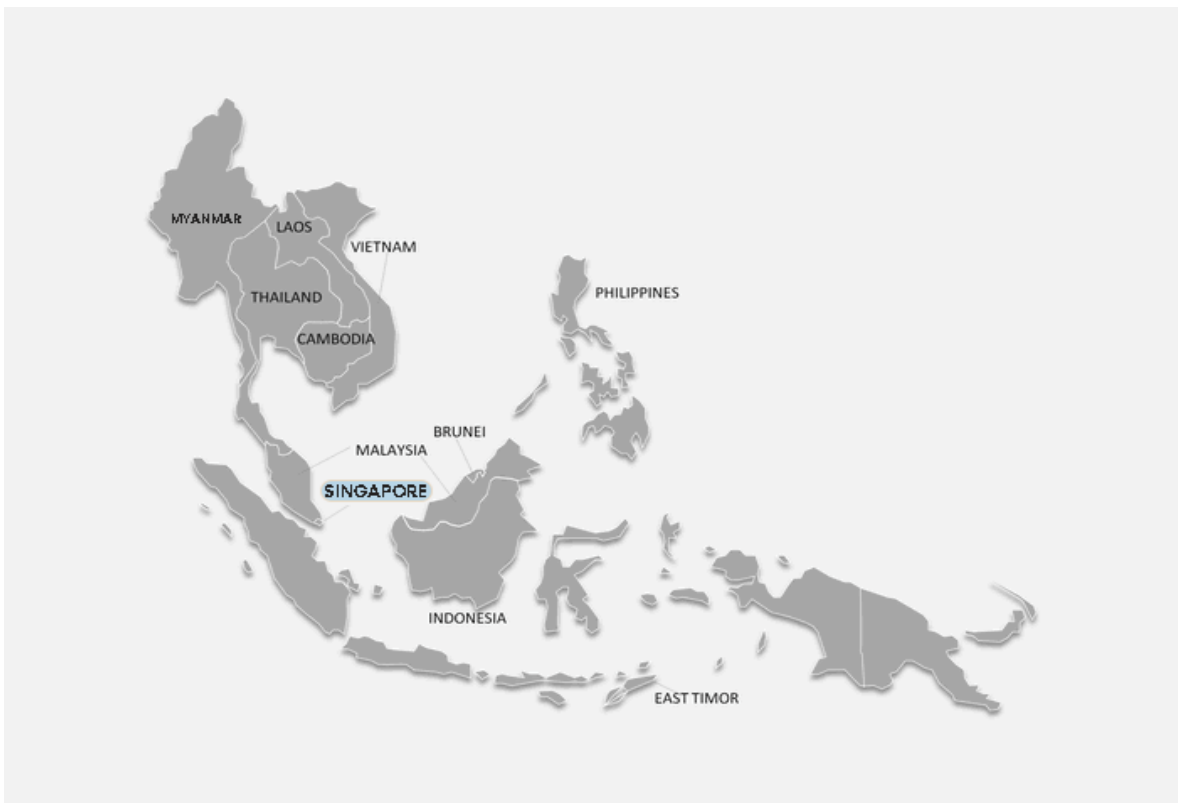 MYANMAR
LAOS
VIETNAM
THAILAND
PHILIPPINES
CAMBODIA
BRUNEI
MALAYSIA
SINGAPORE
INDONESIA
EAST TIMOR